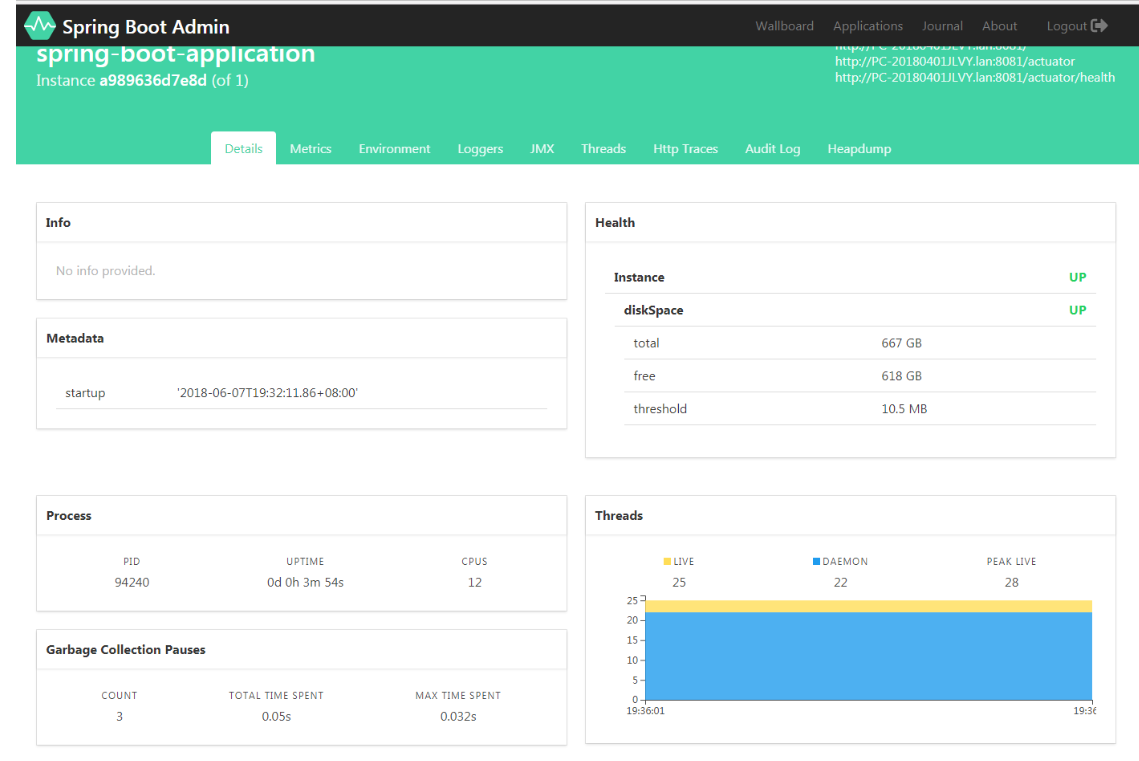 Spring Boot Admin
Wallboard Applications Journal About Logout
spring-boot-application
Instance a989636d7e8d (of 1)
http://PC-20180401JLVY.lan:8081/
http://PC-20180401JLVY.lan:8081/actuator
http://PC-20180401JLVY.lan:8081/actuator/health
Details Metrics Environment Loggers JMX Threads Http Traces Audit Log Heapdump
Info
No info provided.
Metadata
startup '2018-06-07T19:32:11.86+08:00'
Health
Instance UP
diskSpace UP
total 667 GB
free 618 GB
threshold 10.5 MB
Process
PID UPTIME CPUS
94240 0d 0h 3m 54s 12
Garbage Collection Pauses
COUNT TOTAL TIME SPENT MAX TIME SPENT
3 0.05s 0.032s
Threads
LIVE DAEMON PEAK LIVE
25 22 28
25
20
15
10
5
0
19:36:01 19:36